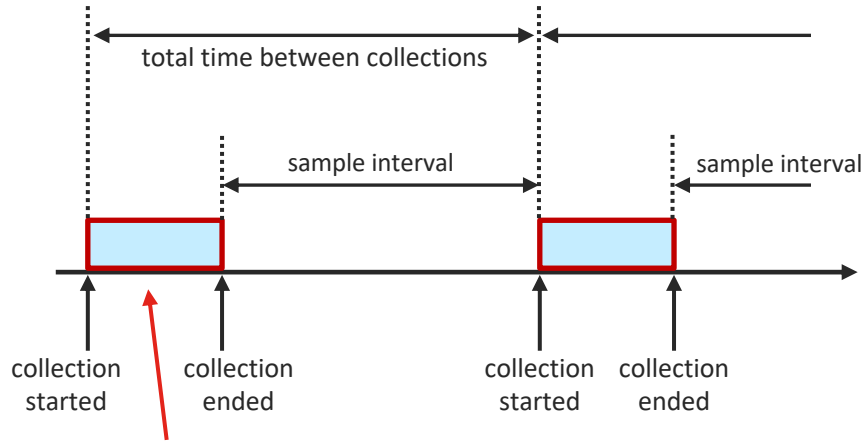 total time between collections
sample interval
sample interval
collection
started
collection
ended
collection
started
collection
ended